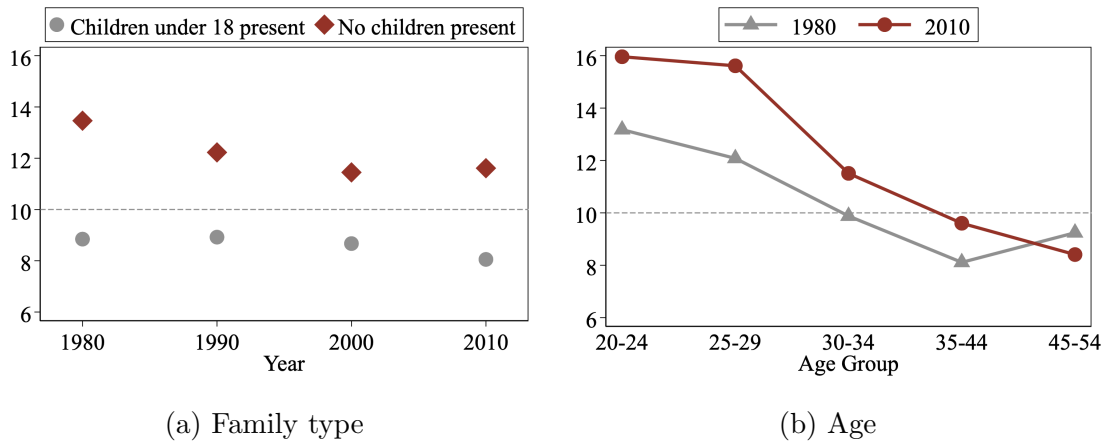 Children under 18 present No children present
16
14
12
10
8
6
1980 1990 2000 2010
Year
(a) Family type
1980 2010
16
14
12
10
8
6
20-24 25-29 30-34 35-44 45-54
Age Group
(b) Age